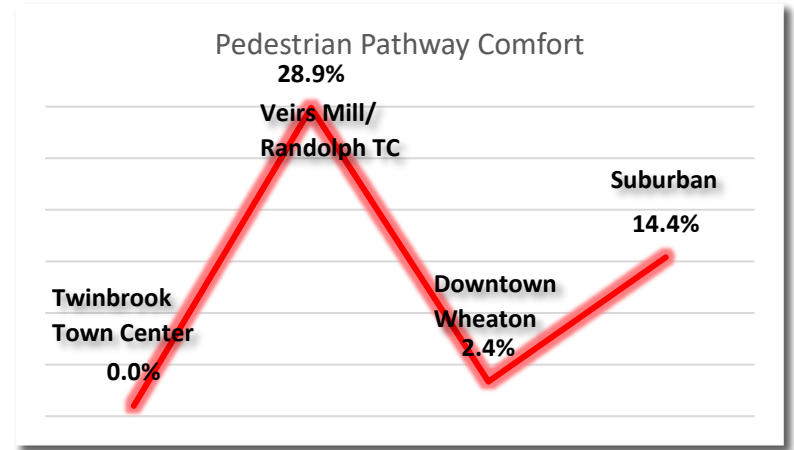 Pedestrian Pathway Comfort
28.9%
Veirs Mill/
Randolph TC
Suburban
14.4%
Twinbrook
Town Center
0.0%
Downtown
Wheaton
2.4%